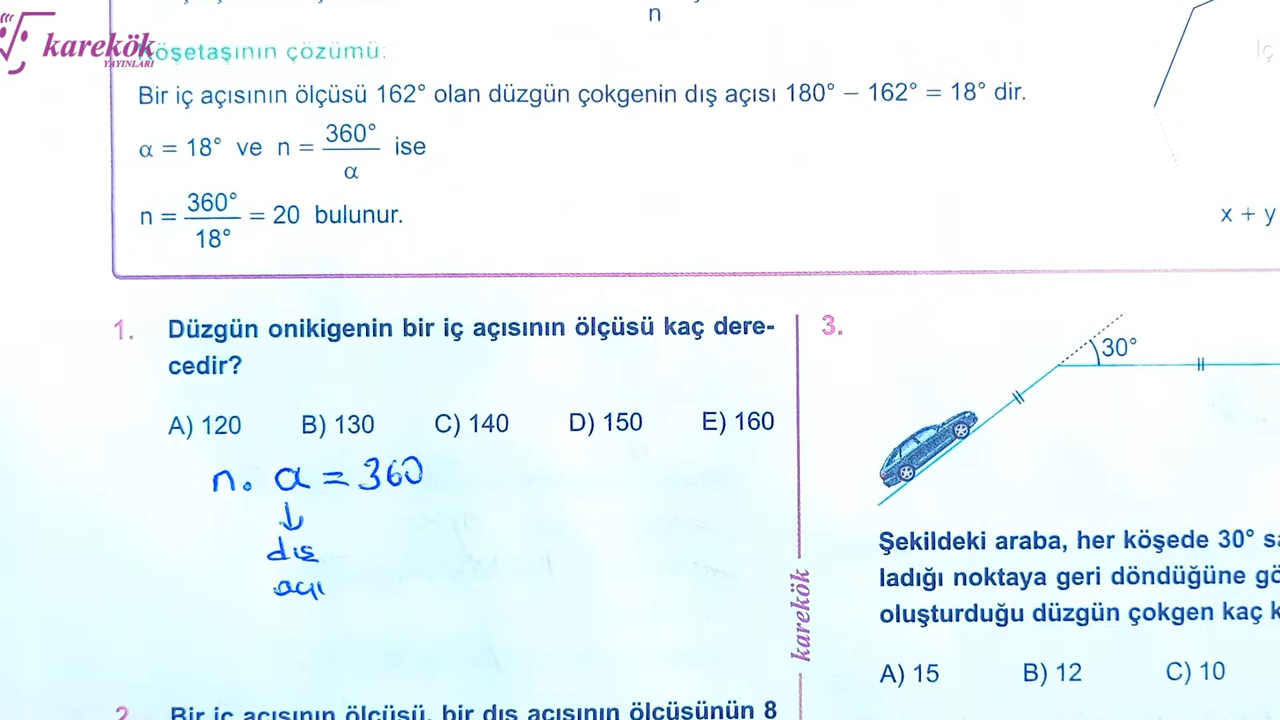 n
karekök
YAYINLARI
Köşetaşının çözümü:
İç
Bir iç açısının ölçüsü 162° olan düzgün çokgenin dış açısı 180° – 162° = 18° dir.
α = 18° ve n = 360° / α ise
n = 360° / 18° = 20 bulunur.
x + y
1. Düzgün onikigenin bir iç açısının ölçüsü kaç dere-
cedir?
A) 120 B) 130 C) 140 D) 150 E) 160
n. α = 360
↓
dış
açı
2. Bir iç açısının ölçüsü, bir dış açısının ölçüsünün 8
karekök
3.
30°
Şekildeki araba, her köşede 30° sa
ladığı noktaya geri döndüğüne gö
oluşturduğu düzgün çokgen kaç k
A) 15 B) 12 C) 10